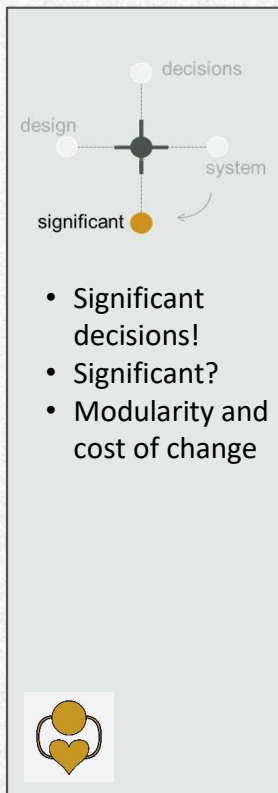 decisions
design
system
significant
• Significant
decisions!
• Significant?
• Modularity and
cost of change